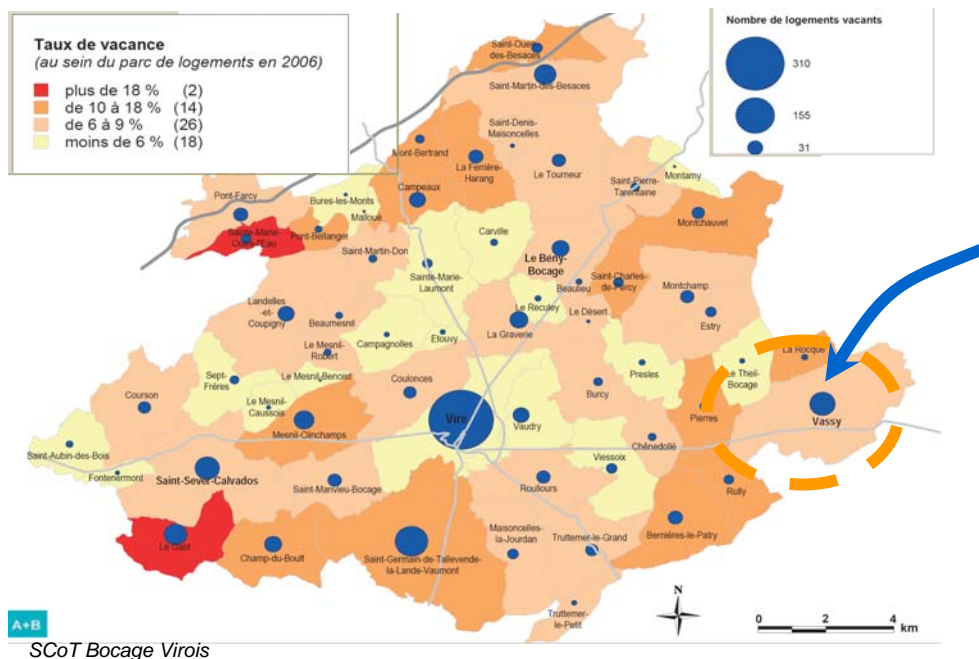 Taux de vacance
(au sein du parc de logements en 2006)
plus de 18 % (2)
de 10 à 18 % (14)
de 6 à 9 % (26)
moins de 6 % (18)
Nombre de logements vacants
310
155
31
Saint-Ouen-
des-Besaces
Saint-Martin-des-Besaces
Saint-Denis-
Maisoncelles
Mont-Bertrand
La Ferrière-
Harang
Le Tourneur
Saint-Pierre-
Tarentaine
Montamy
Campeaux
Pont-Farcy
Bures-les-Monts
Malloué
Montchauvet
Sainte-Marie-
Outre-l'Eau
Pont-Bellanger
Carville
Saint-Martin-Don
Le Bény-
Bocage
Sainte-Marie-
Laumont
Saint-Charles-
de-Percy
Beaulieu
Montchamp
Landelles
-et-
Coupigny
Beaumesnil
Le Reculey
Le Désert
Estry
La Graverie
Le Mesnil-
Robert
Campagnolles
Etouvy
La Rocque
Le Theil-
Bocage
Presles
Sept-
Frères
Le Mesnil-Benoist
Coulonces
Burcy
Courson
Le Mesnil-
Caussois
Pierres
Vassy
Mesnil-Clinchamps
Vire
Vaudry
Chênedollé
Saint-Aubin-des-Bois
Viessoix
Fontenermont
Saint-Sever-Calvados
Saint-Manvieu-Bocage
Roullours
Rully
Le Gast
Champ-du-Boult
Saint-Germain-de-Tallevende-
la-Lande-Vaumont
Maisoncelles-
la-Jourdan
Truttemer-le-Grand
Bernières-le-Patry
Truttemer-
le-Petit
N
0 2 4
km
A+B
SCoT Bocage Virois